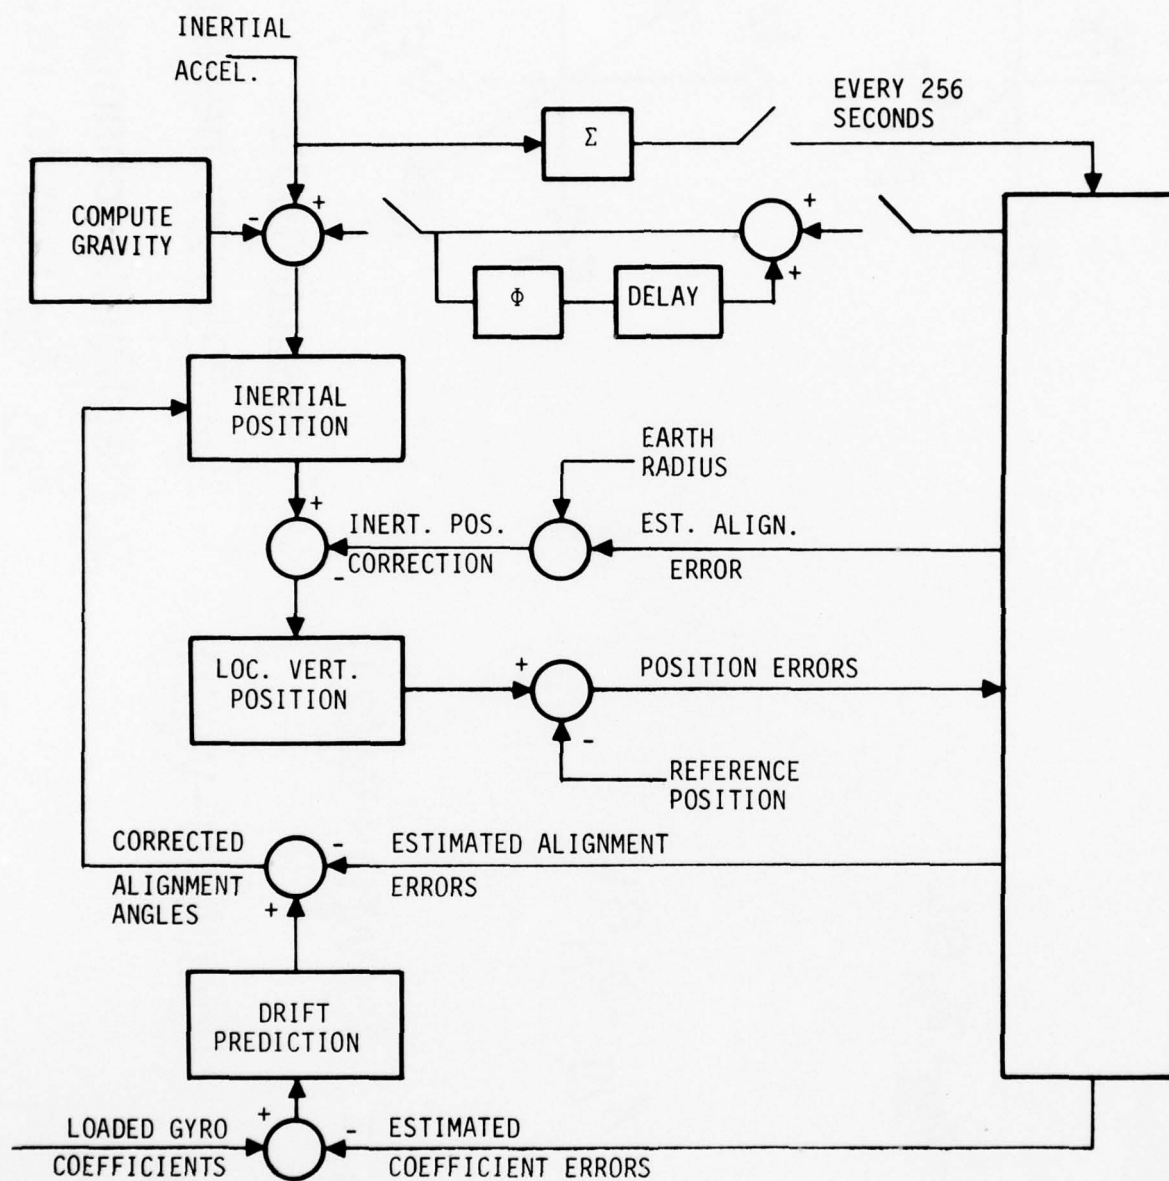 INERTIAL
ACCEL.
EVERY 256
SECONDS
Σ
COMPUTE
GRAVITY
-
+
+
+
Φ
DELAY
INERTIAL
POSITION
EARTH
RADIUS
+
INERT. POS.
CORRECTION
-
EST. ALIGN.
ERROR
LOC. VERT.
POSITION
+
POSITION ERRORS
-
REFERENCE
POSITION
CORRECTED
ALIGNMENT
ANGLES
-
+
ESTIMATED ALIGNMENT
ERRORS
DRIFT
PREDICTION
+
-
LOADED GYRO
COEFFICIENTS
ESTIMATED
COEFFICIENT ERRORS